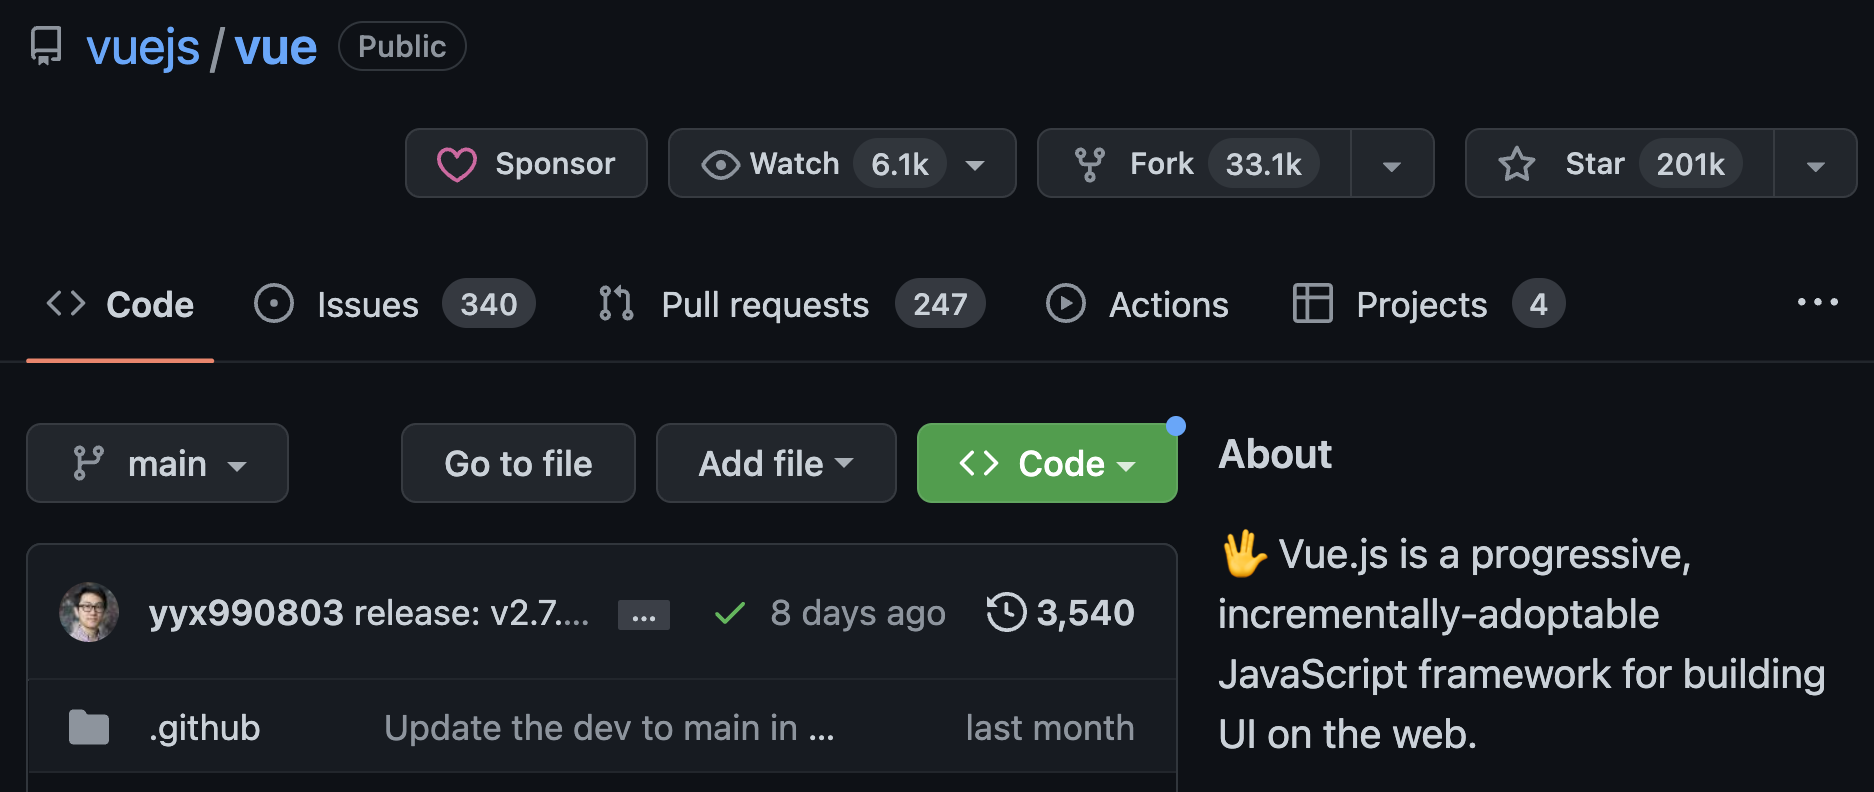 vuejs / vue Public
Sponsor Watch 6.1k Fork 33.1k Star 201k
Code Issues 340 Pull requests 247 Actions Projects 4 ...
main Go to file Add file Code
yyx990803 release: v2.7.... ... 8 days ago 3,540
.github Update the dev to main in ... last month
About
🖖 Vue.js is a progressive,
incrementally-adoptable
JavaScript framework for building
UI on the web.